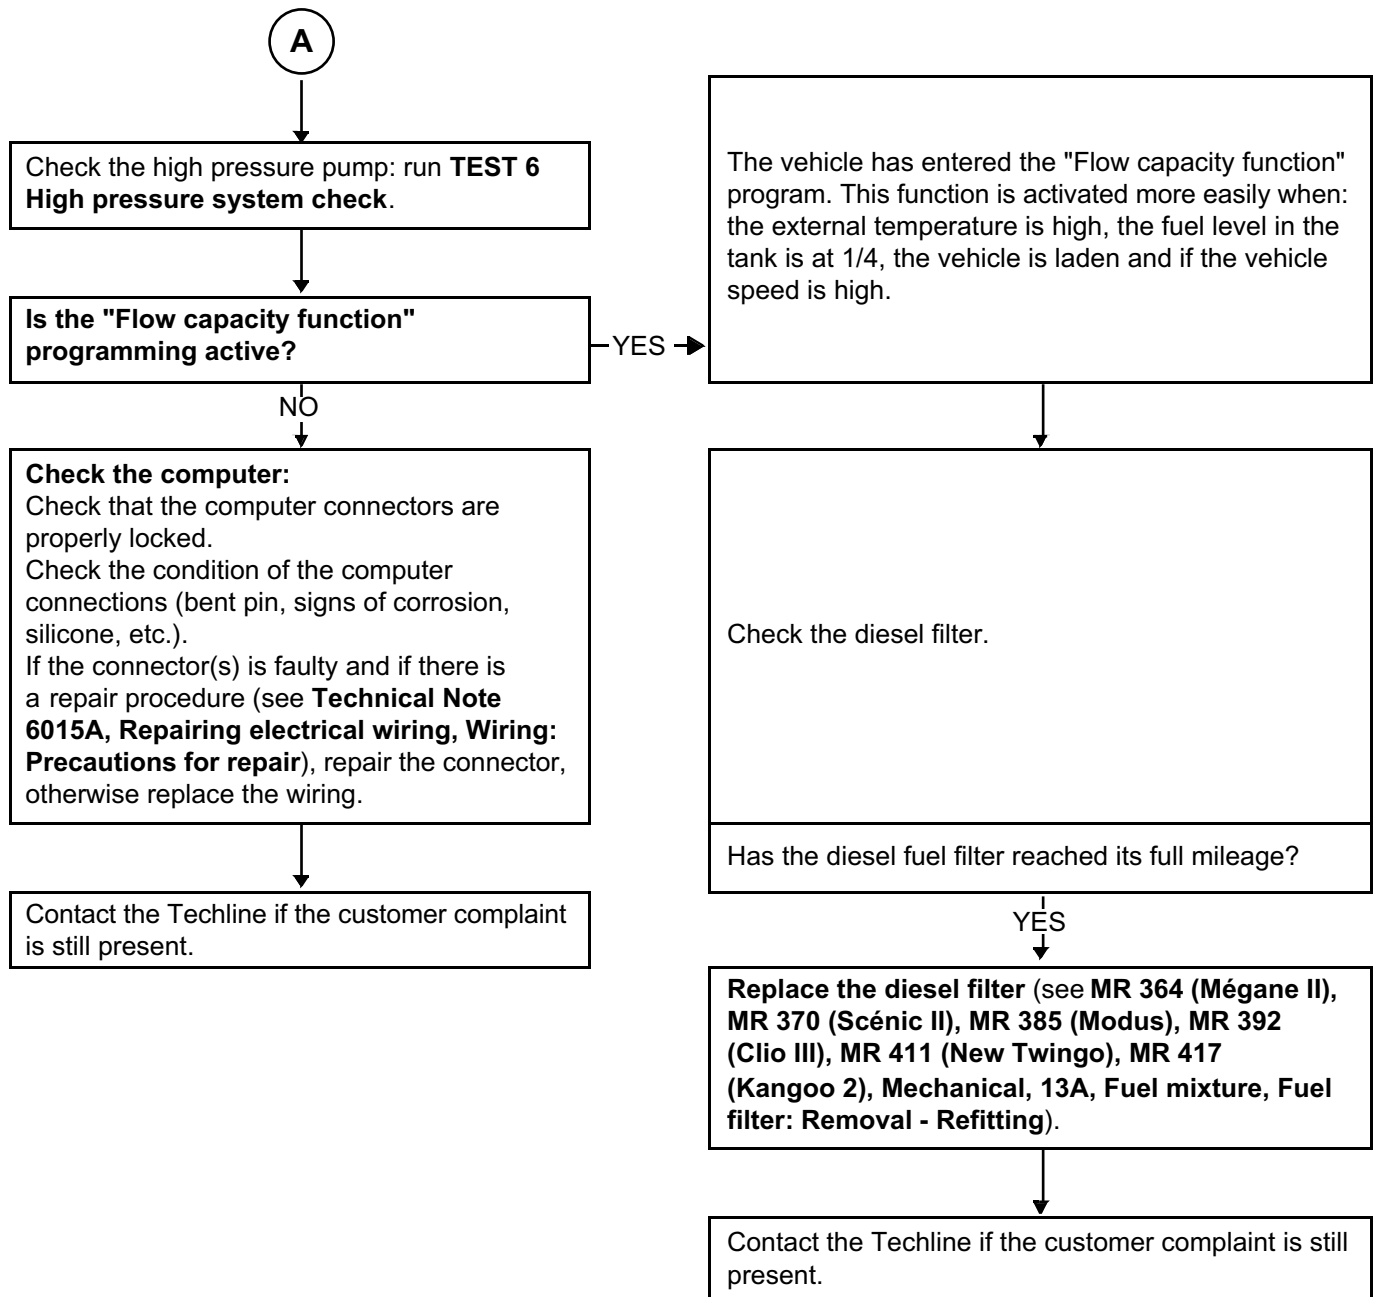 A
Check the high pressure pump: run TEST 6
High pressure system check.
Is the "Flow capacity function"
programming active?
YES
The vehicle has entered the "Flow capacity function"
program. This function is activated more easily when:
the external temperature is high, the fuel level in the
tank is at 1/4, the vehicle is laden and if the vehicle
speed is high.
NO
Check the computer:
Check that the computer connectors are
properly locked.
Check the condition of the computer
connections (bent pin, signs of corrosion,
silicone, etc.).
If the connector(s) is faulty and if there is
a repair procedure (see Technical Note
6015A, Repairing electrical wiring, Wiring:
Precautions for repair), repair the connector,
otherwise replace the wiring.
Contact the Techline if the customer complaint
is still present.
Check the diesel filter.
Has the diesel fuel filter reached its full mileage?
YES
Replace the diesel filter (see MR 364 (Mégane II),
MR 370 (Scénic II), MR 385 (Modus), MR 392
(Clio III), MR 411 (New Twingo), MR 417
(Kangoo 2), Mechanical, 13A, Fuel mixture, Fuel
filter: Removal - Refitting).
Contact the Techline if the customer complaint is still
present.